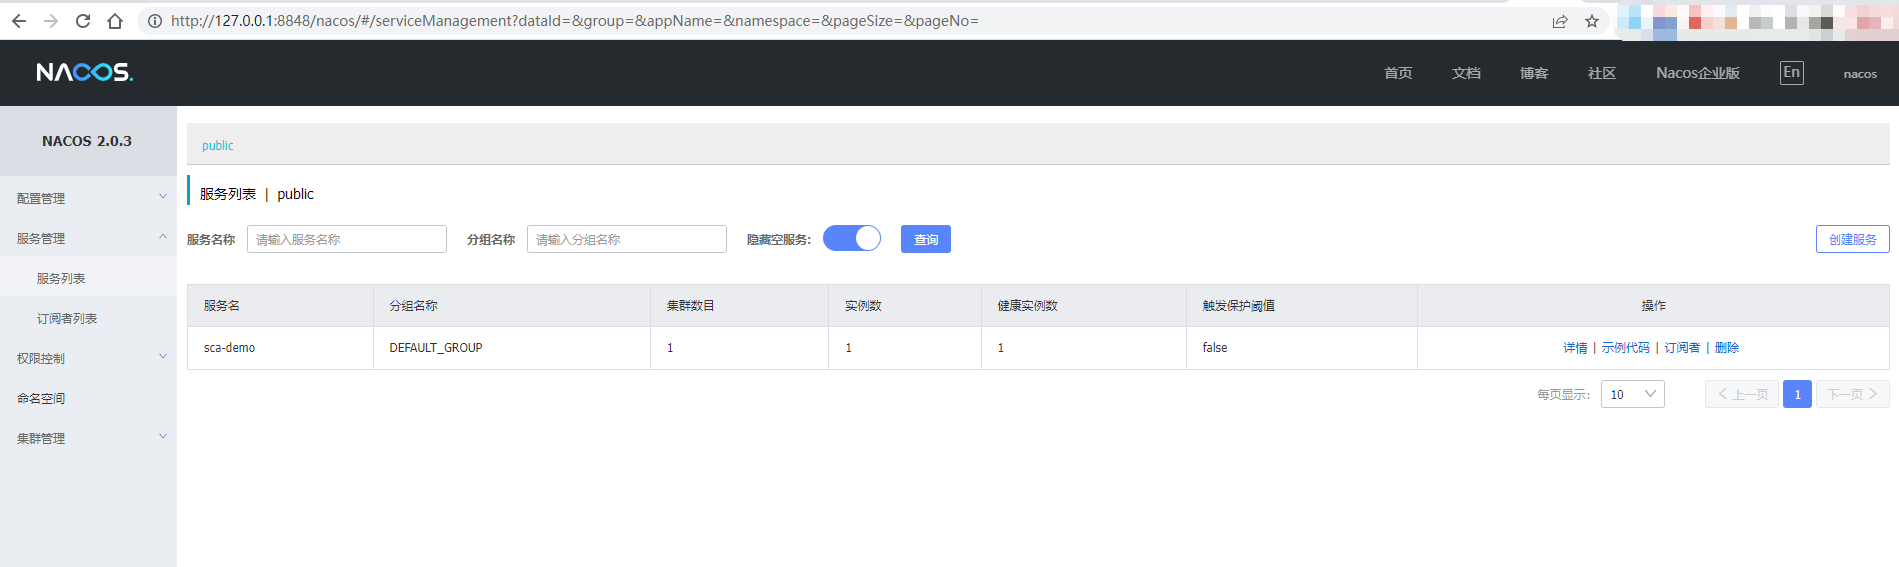 http://127.0.0.1:8848/nacos/#/serviceManagement?dataId=&group=&appName=&namespace=&pageSize=&pageNo=
NACOS.
首页 文档 博客 社区 Nacos企业版 En nacos
NACOS 2.0.3
配置管理
服务管理
服务列表
订阅者列表
权限控制
命名空间
集群管理
public
服务列表 | public
服务名称 请输入服务名称 分组名称 请输入分组名称 隐藏空服务: 查询 创建服务
服务名 分组名称 集群数目 实例数 健康实例数 触发保护阈值 操作
sca-demo DEFAULT_GROUP 1 1 1 false 详情 | 示例代码 | 订阅者 | 删除
每页显示: 10 上一页 1 下一页